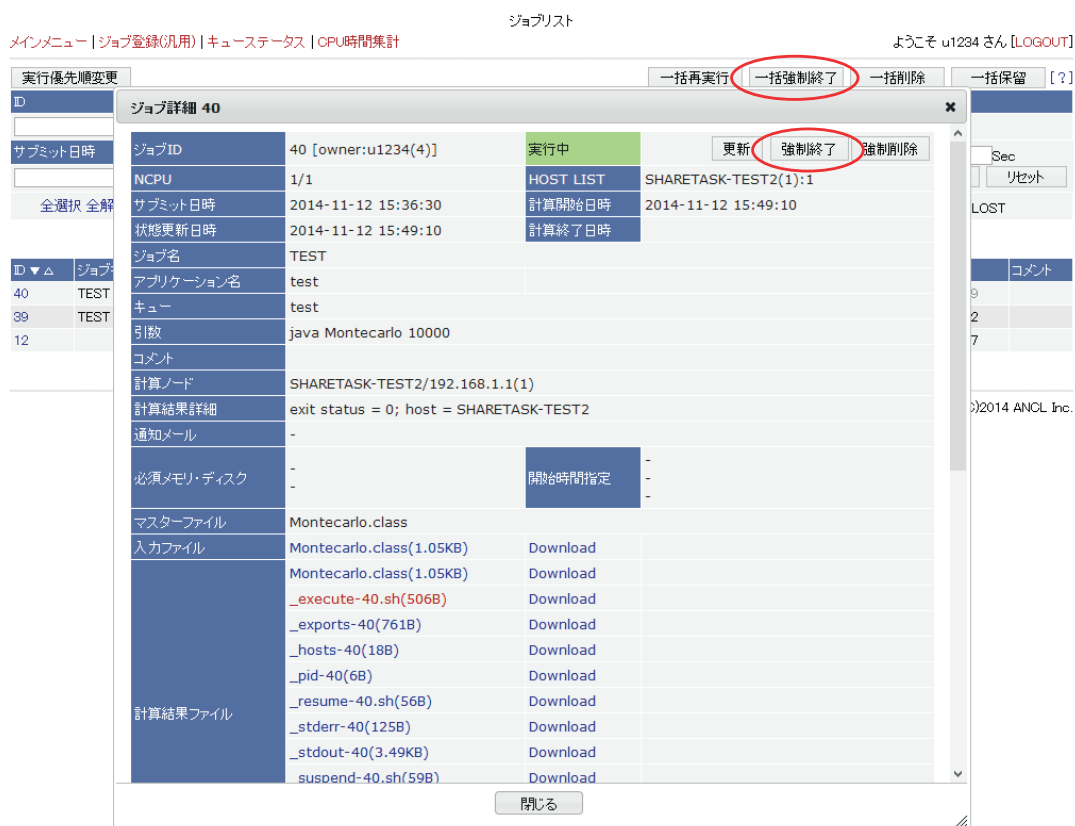 ジョブリスト
メインメニュー | ジョブ登録(汎用) | キューステータス | CPU時間集計 ようこそ u1234 さん [LOGOUT]
実行優先順変更 一括再実行 一括強制終了 一括削除 一括保留 [?]
ID
ジョブ詳細 40
サブミット日時 Sec
リセット
全選択 全解 LOST
ID▼△ ジョブ コメント
40 TEST 9
39 TEST 2
12 7
)2014 ANCL Inc.
ジョブID 40 [owner:u1234(4)] 実行中 更新 強制終了 強制削除
NCPU 1/1 HOST LIST SHARETASK-TEST2(1):1
サブミット日時 2014-11-12 15:36:30 計算開始日時 2014-11-12 15:49:10
状態更新日時 2014-11-12 15:49:10 計算終了日時
ジョブ名 TEST
アプリケーション名 test
キュー test
引数 java Montecarlo 10000
コメント
計算ノード SHARETASK-TEST2/192.168.1.1(1)
計算結果詳細 exit status = 0; host = SHARETASK-TEST2
通知メール -
必須メモリ・ディスク - - 開始時間指定 - - -
マスターファイル Montecarlo.class
入力ファイル Montecarlo.class(1.05KB) Download
計算結果ファイル Montecarlo.class(1.05KB) Download
_execute-40.sh(506B) Download
_exports-40(761B) Download
_hosts-40(18B) Download
_pid-40(6B) Download
_resume-40.sh(56B) Download
_stderr-40(125B) Download
_stdout-40(3.49KB) Download
_suspend-40.sh(59B) Download
閉じる